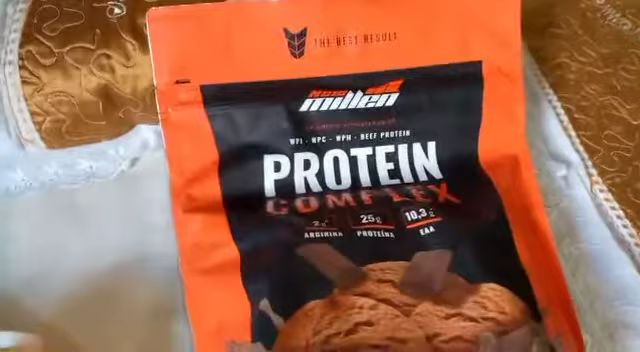 THE BEST RESULT
New
millen
WPI - WPC - WPH - BEEF PROTEIN
PROTEIN
COMPLEX
2g 25g 10,3g
ARGININA PROTEÍNA EAA